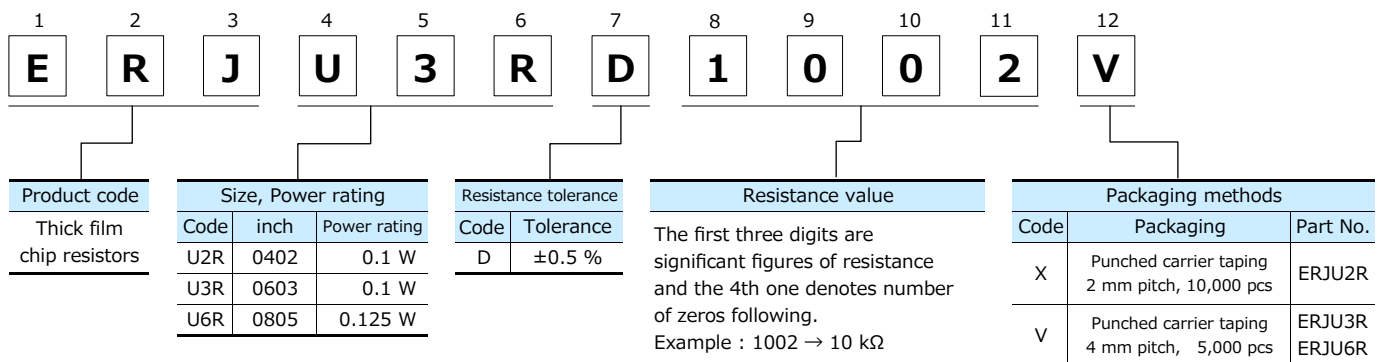 1 2 3 4 5 6 7 8 9 10 11 12
E R J U 3 R D 1 0 0 2 V
Product code
Thick film
chip resistors
Size, Power rating
Code inch Power rating
U2R 0402 0.1 W
U3R 0603 0.1 W
U6R 0805 0.125 W
Resistance tolerance
Code Tolerance
D ±0.5 %
Resistance value
The first three digits are
significant figures of resistance
and the 4th one denotes number
of zeros following.
Example : 1002 → 10 kΩ
Packaging methods
Code Packaging Part No.
X Punched carrier taping
2 mm pitch, 10,000 pcs ERJU2R
V Punched carrier taping
4 mm pitch, 5,000 pcs ERJU3R
ERJU6R